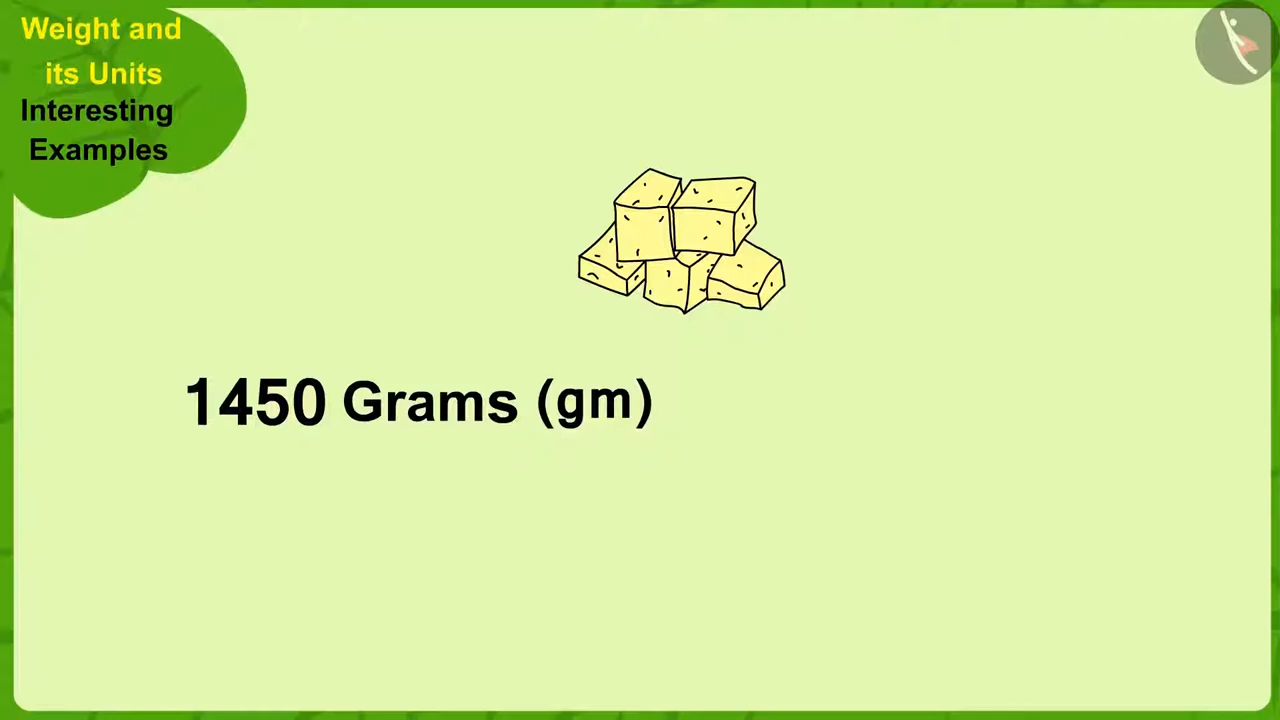 Weight and
its Units
Interesting
Examples
1450 Grams (gm)